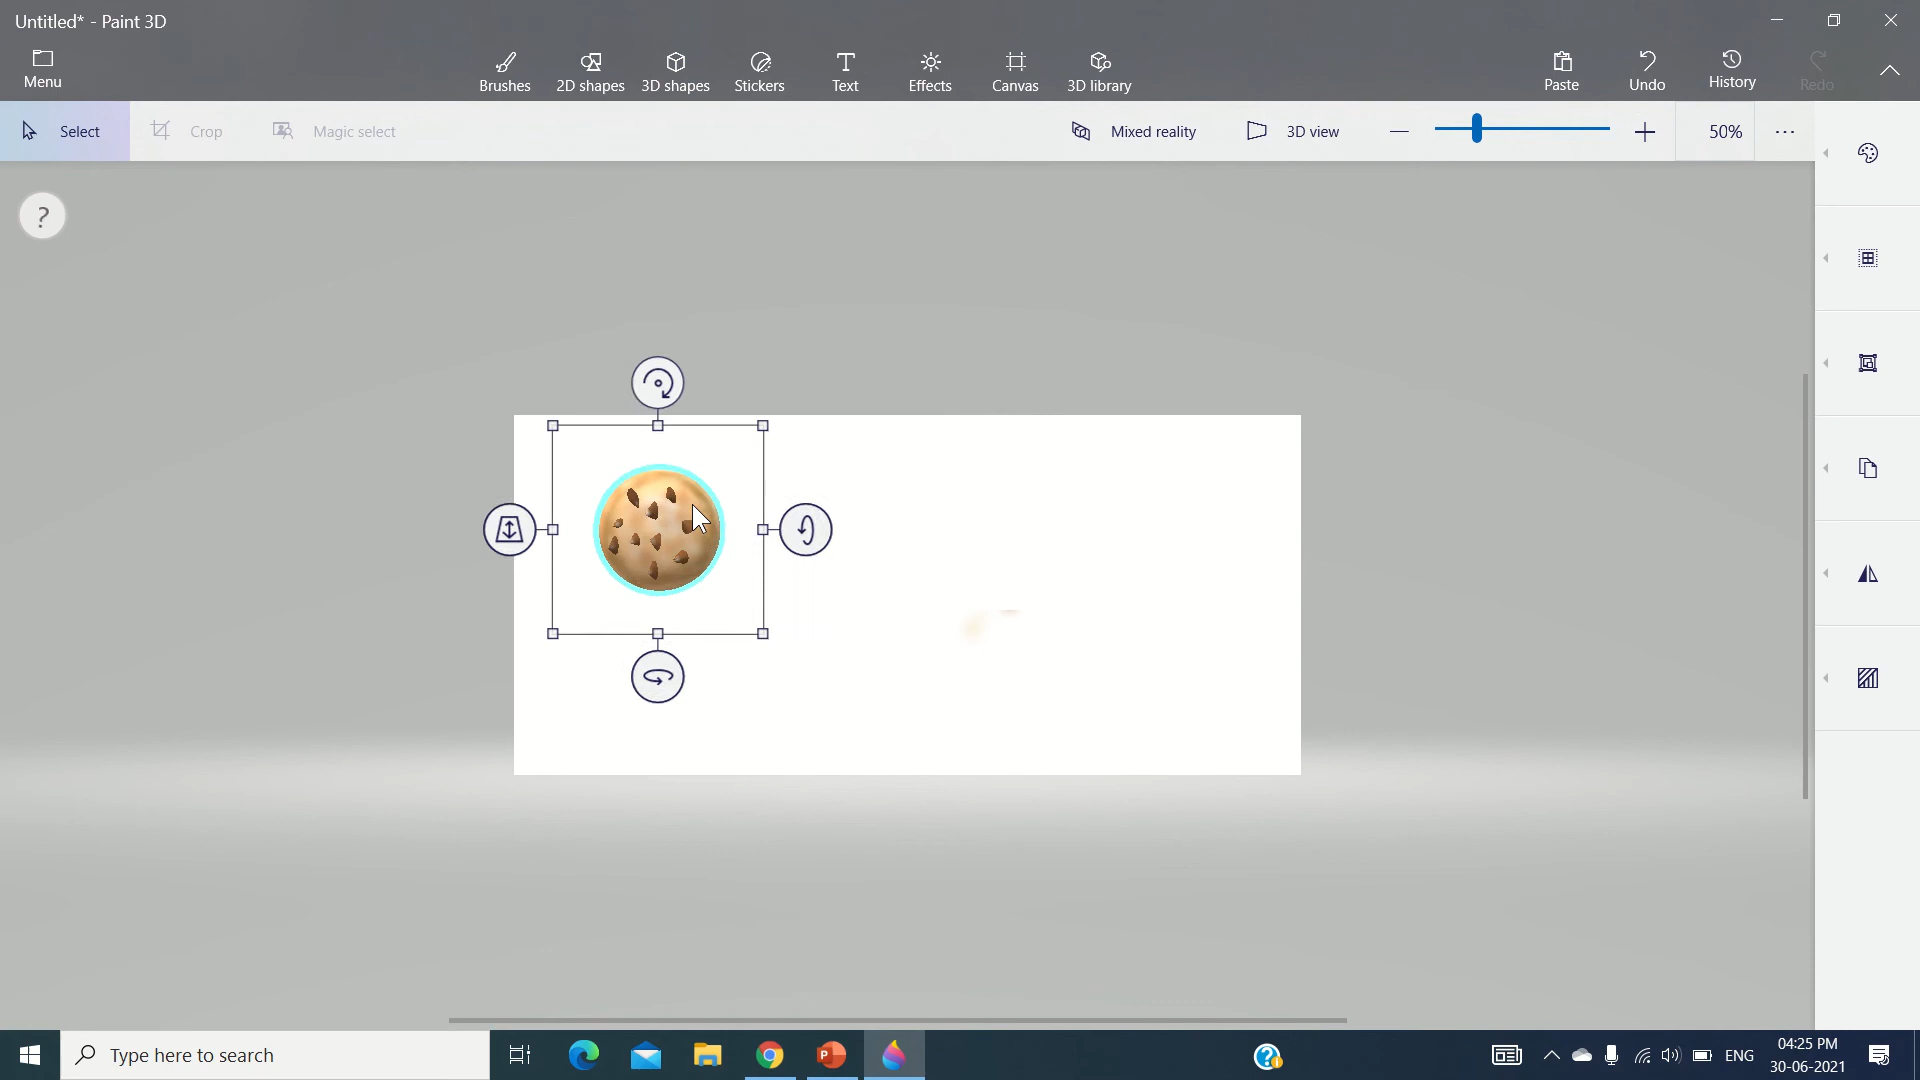 Untitled* - Paint 3D
Menu
Brushes
2D shapes
3D shapes
Stickers
Text
Effects
Canvas
3D library
Paste
Undo
History
Redo
Select
Crop
Magic select
Mixed reality
3D view
50%
?
Type here to search
ENG
04:25 PM
30-06-2021